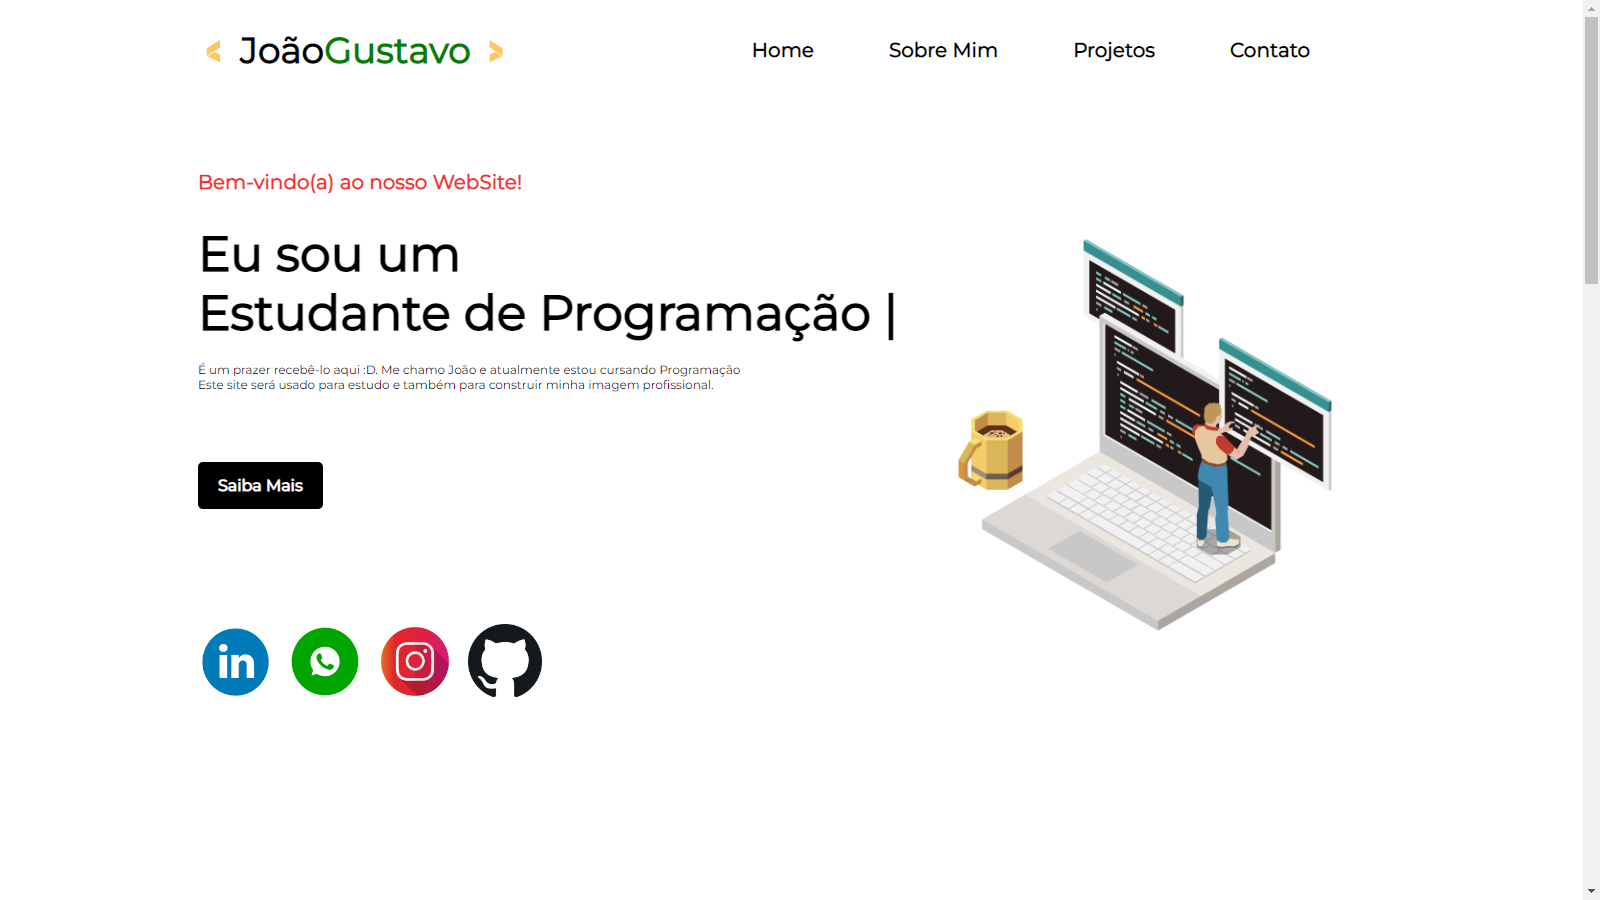 < JoãoGustavo >
Home Sobre Mim Projetos Contato
Bem-vindo(a) ao nosso WebSite!
Eu sou um
Estudante de Programação |
É um prazer recebê-lo aqui :D. Me chamo João e atualmente estou cursando Programação
Este site será usado para estudo e também para construir minha imagem profissional.
Saiba Mais
in